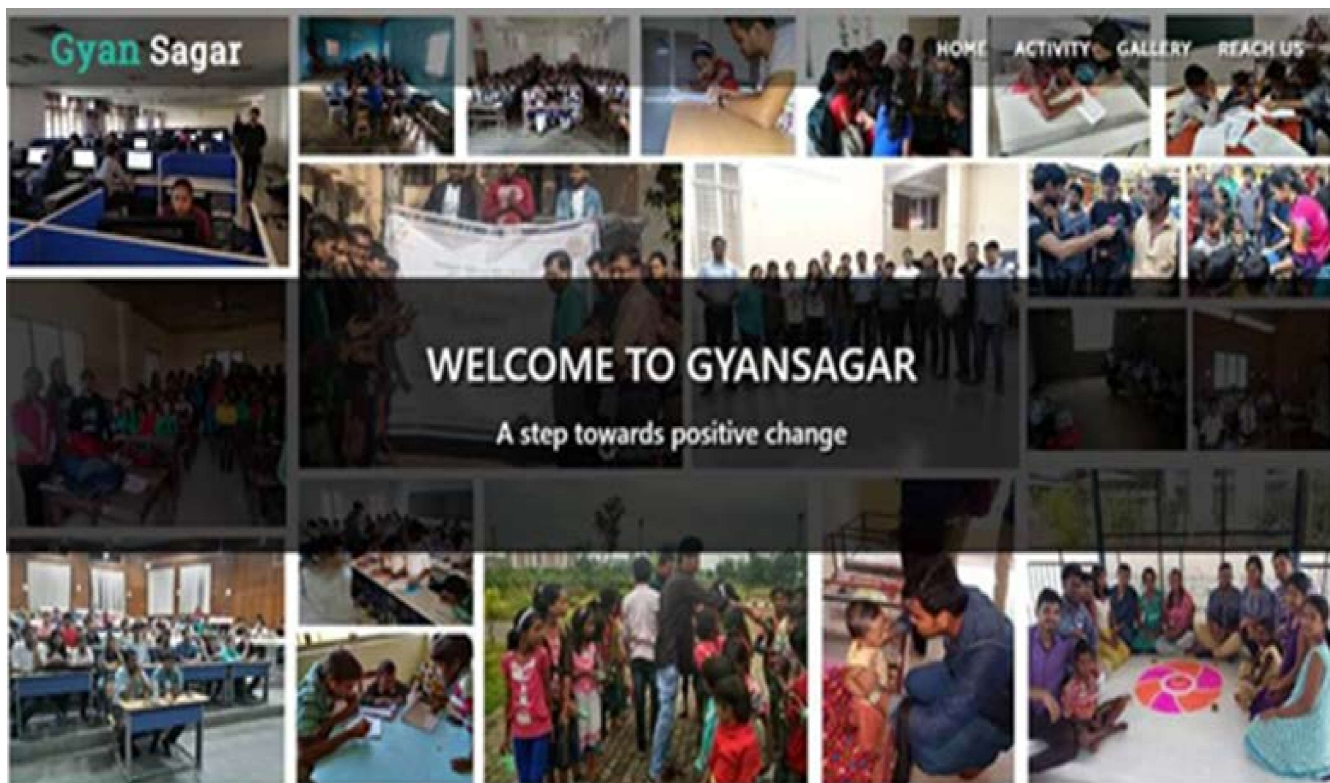 Gyan Sagar
HOME ACTIVITY GALLERY REACH US
WELCOME TO GYANSAGAR
A step towards positive change